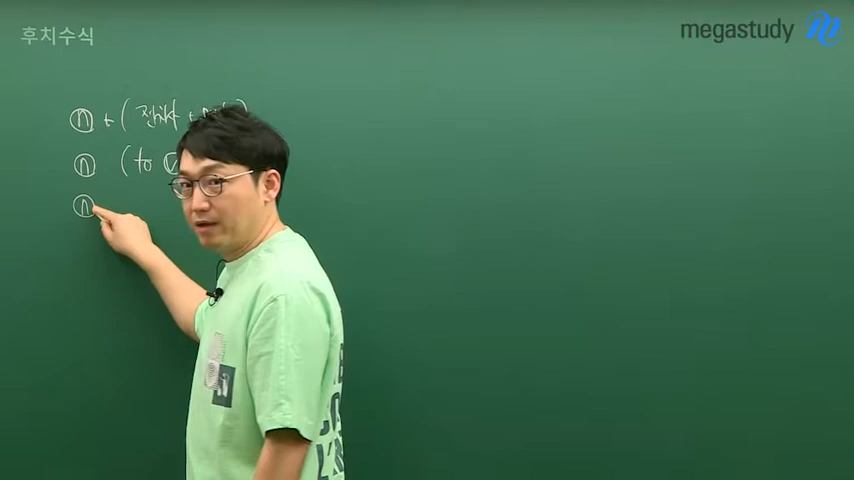 후치수식
megastudy
ⓝ + ( 전치사 +
ⓝ ( to ⓥ
ⓝ